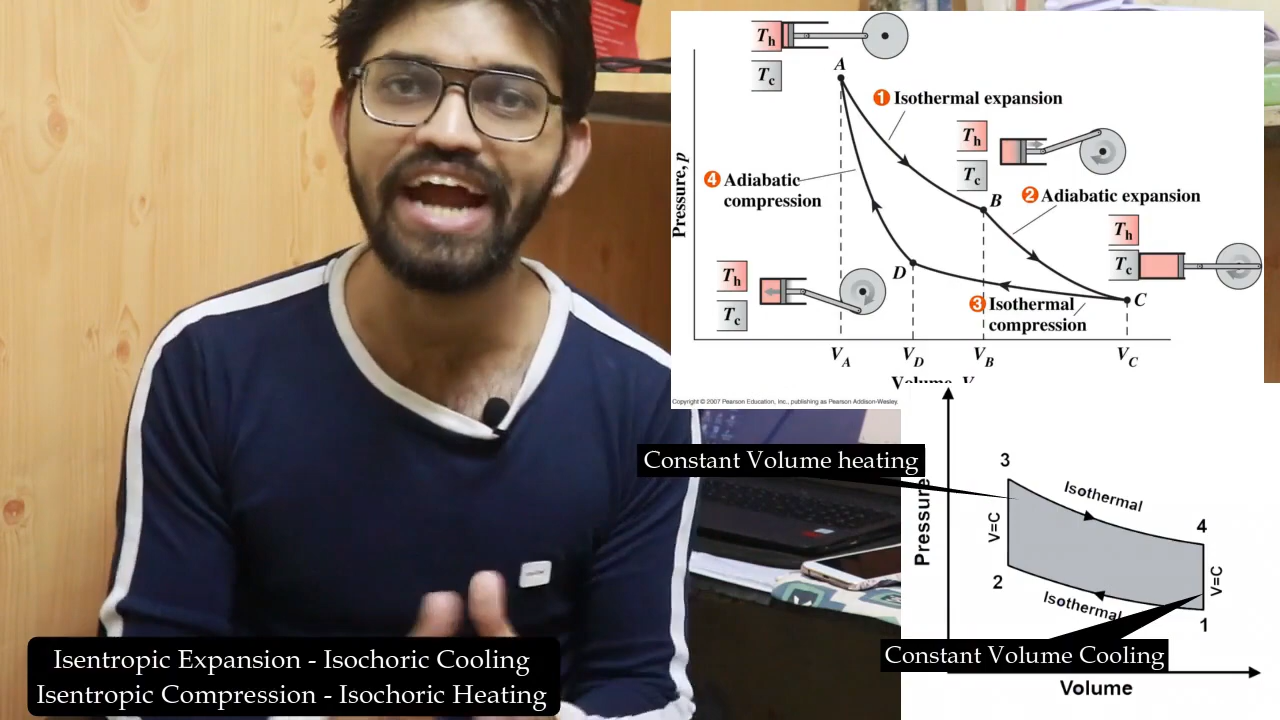 Th
Tc
A
1 Isothermal expansion
Th
Tc
4 Adiabatic
compression
Pressure, p
B
2 Adiabatic expansion
Th
Tc
D
Th
Tc
C
3 Isothermal
compression
VA
VD
VB
VC
Volume, V
Copyright © 2007 Pearson Education, Inc., publishing as Pearson Addison-Wesley.
Constant Volume heating
Pressure
3
Isothermal
4
V=C
V=C
2
Isothermal
1
Constant Volume Cooling
Volume
Isentropic Expansion - Isochoric Cooling
Isentropic Compression - Isochoric Heating